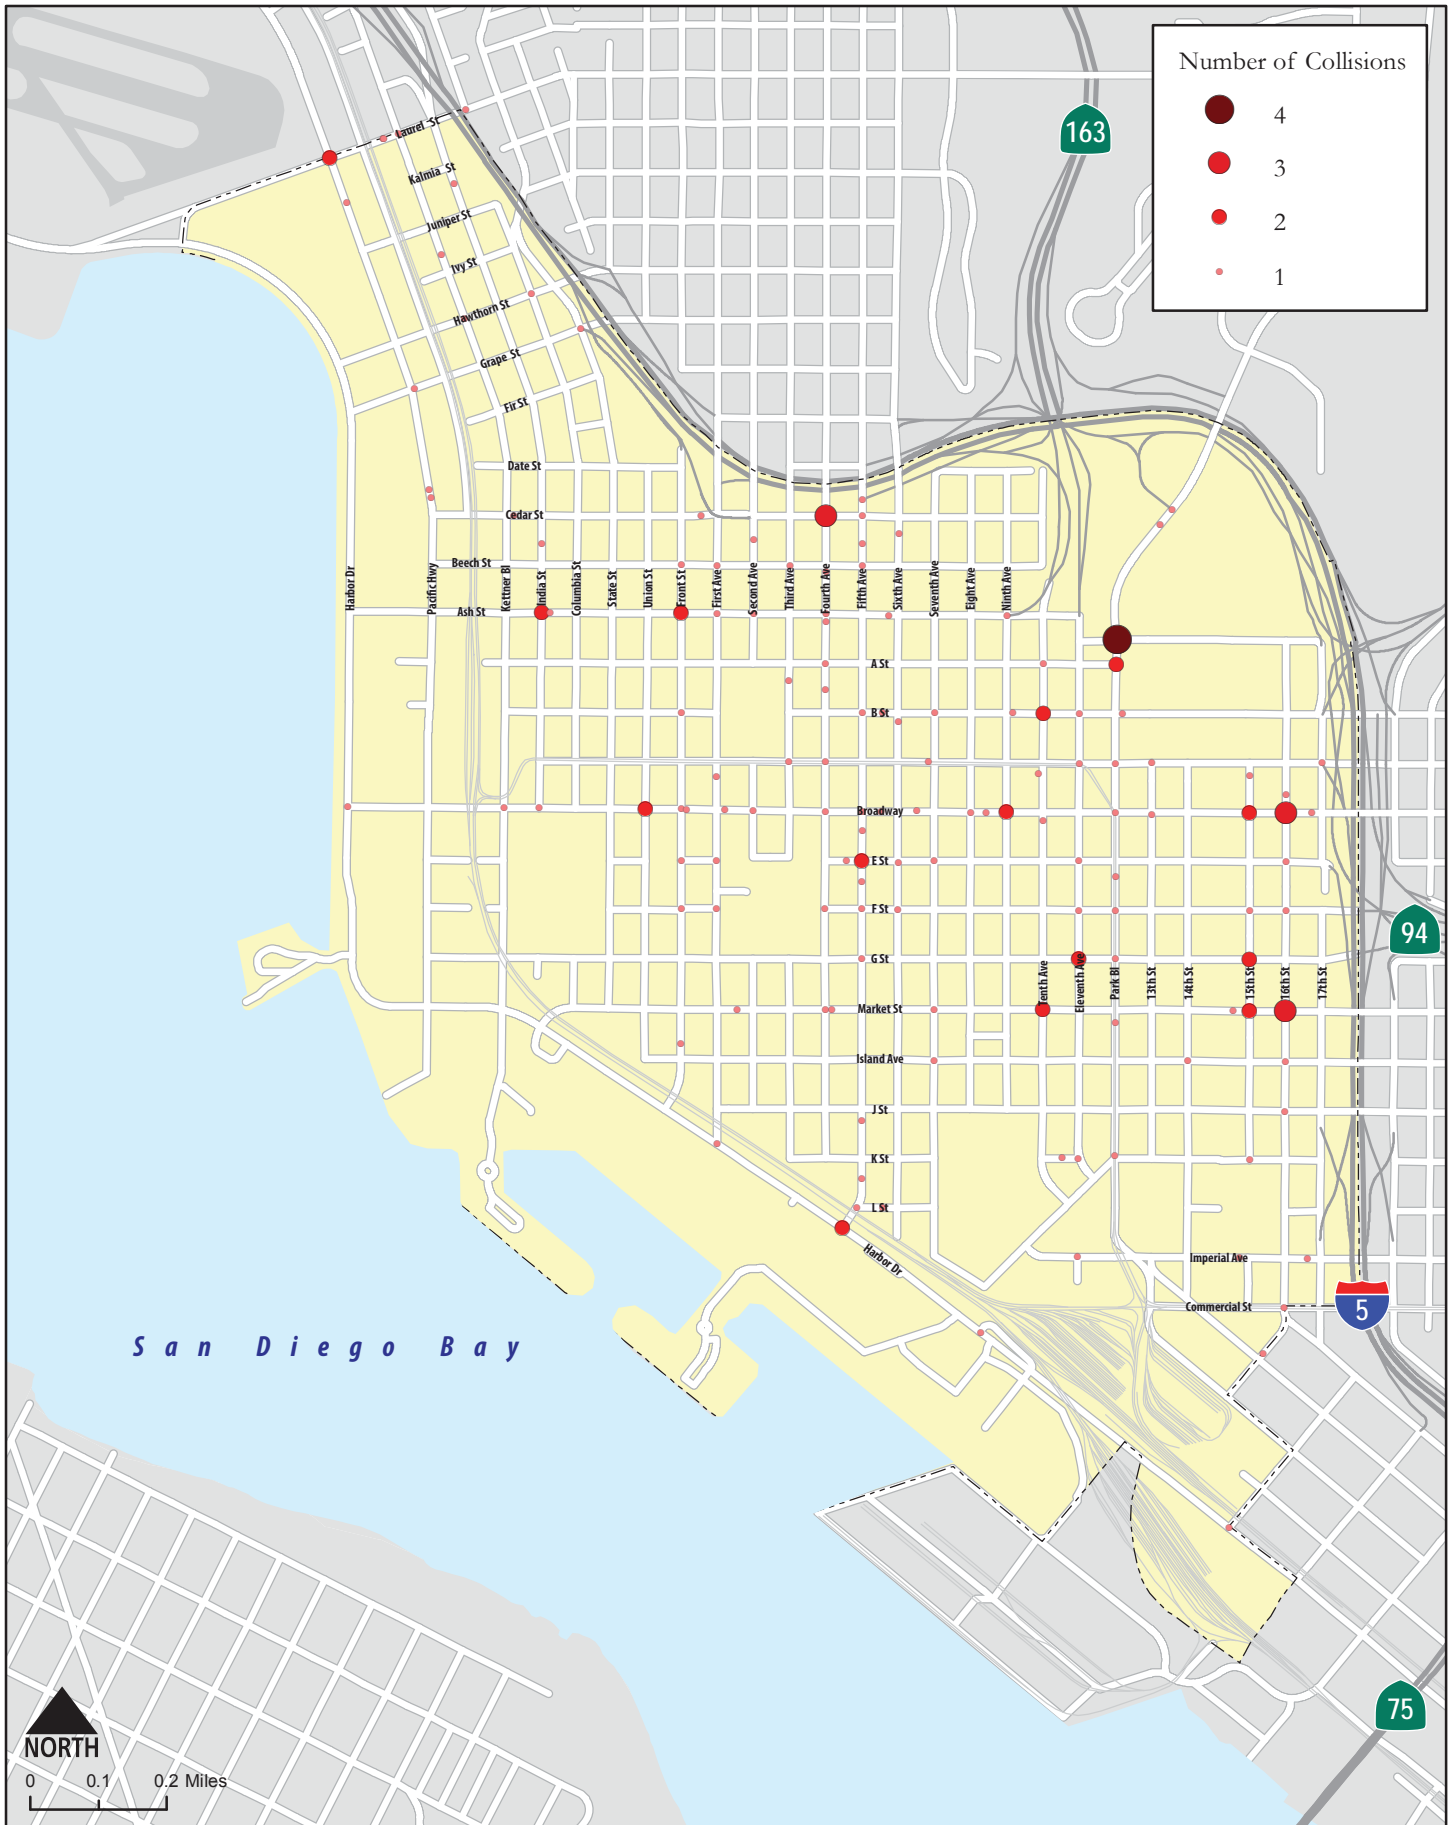 Number of Collisions
4
3
2
1
163
Laurel St
Kalmia St
Juniper St
Ivy St
Hawthorn St
Grape St
Fir St
Date St
Cedar St
Beech St
Ash St
Harbor Dr
Pacific Hwy
Kettner Bl
India St
Columbia St
State St
Union St
Front St
First Ave
Second Ave
Third Ave
Fourth Ave
Fifth Ave
Sixth Ave
Seventh Ave
Eight Ave
Ninth Ave
A St
B St
Broadway
E St
F St
94
G St
Tenth Ave
Eleventh Ave
Park Bl
13th St
14th St
15th St
16th St
17th St
Market St
Island Ave
J St
K St
L St
Harbor Dr
Imperial Ave
Commercial St
5
San Diego Bay
75
NORTH
0 0.1 0.2 Miles